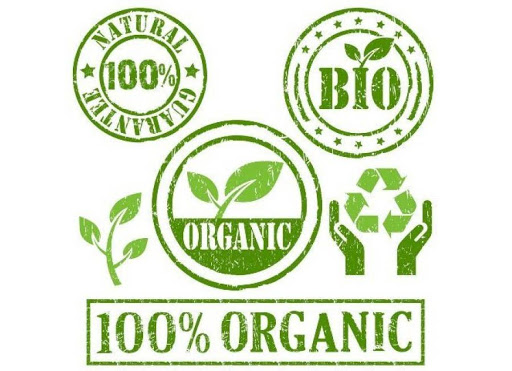 NATURAL
100%
GUARANTEE
BIO
ORGANIC
100% ORGANIC